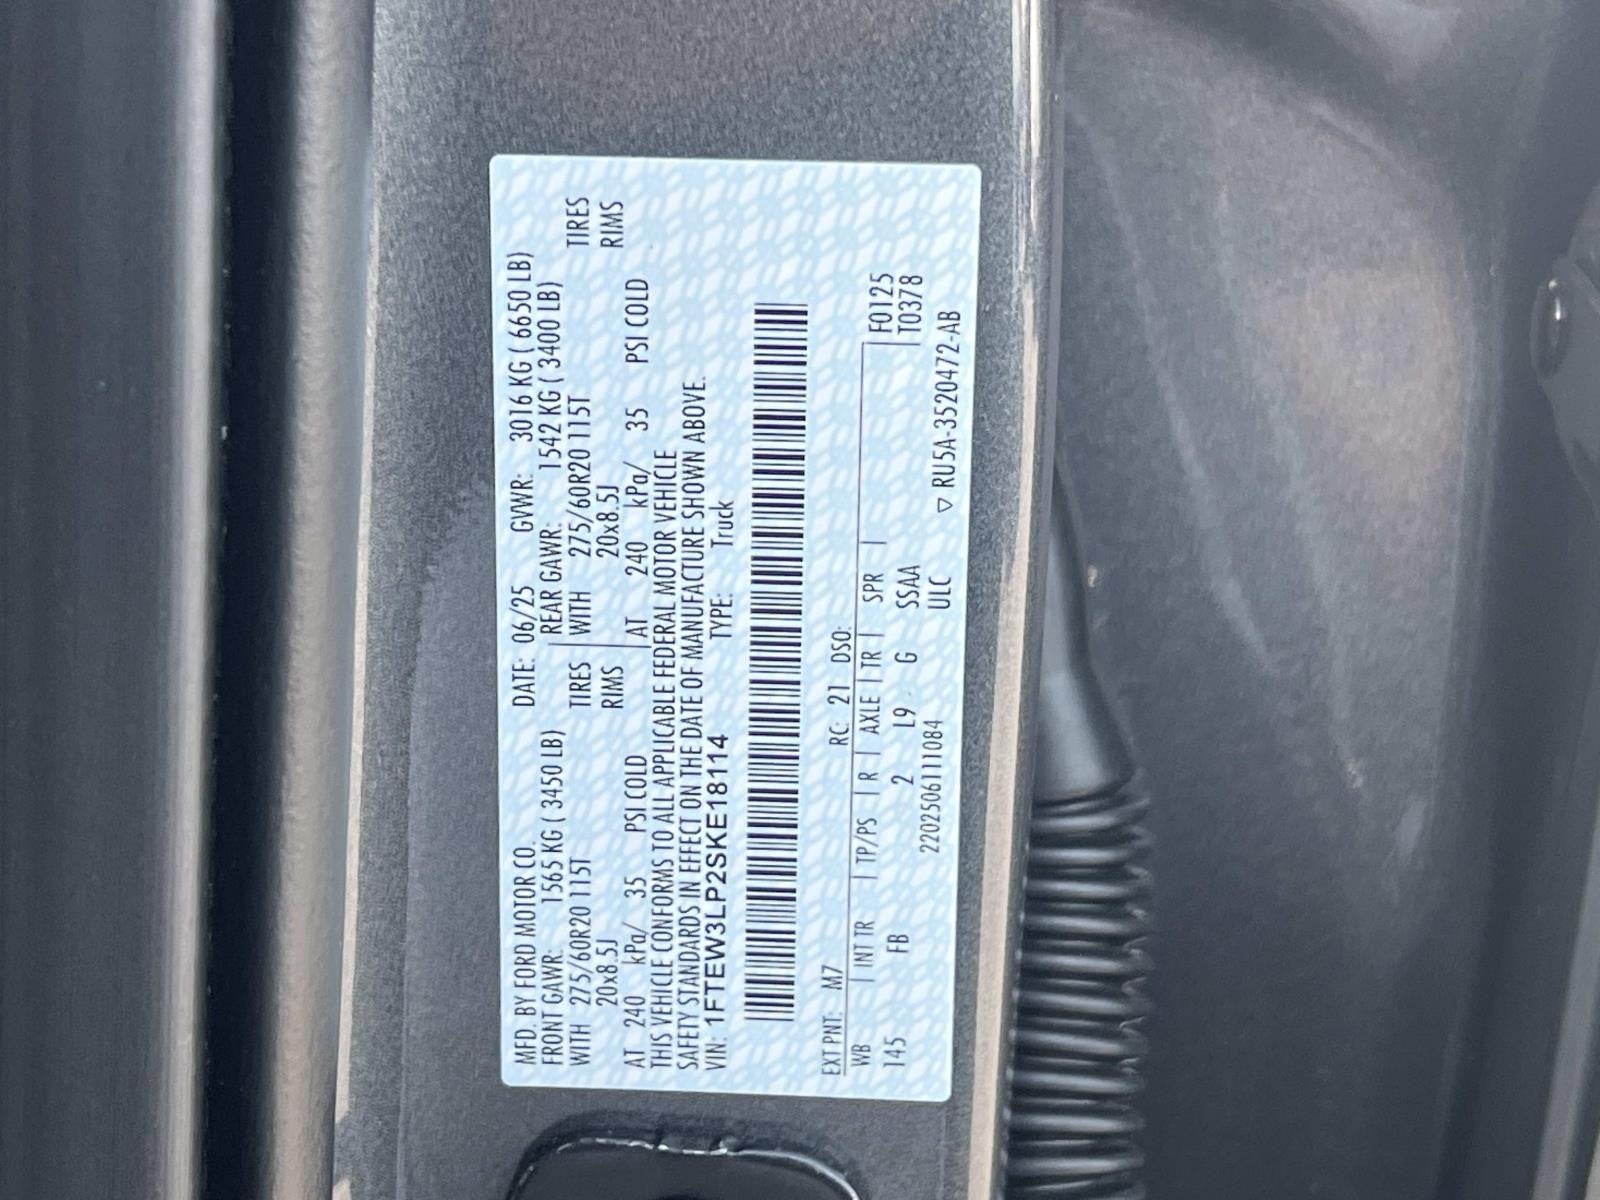 MFD. BY FORD MOTOR CO. DATE: 06/25 GVWR: 3016 KG ( 6650 LB)
FRONT GAWR: 1565 KG ( 3450 LB) REAR GAWR: 1542 KG ( 3400 LB)
WITH 275/60R20 115T TIRES WITH 275/60R20 115T TIRES
20x8.5J RIMS 20x8.5J RIMS
AT 240 kPa/ 35 PSI COLD AT 240 kPa/ 35 PSI COLD
THIS VEHICLE CONFORMS TO ALL APPLICABLE FEDERAL MOTOR VEHICLE
SAFETY STANDARDS IN EFFECT ON THE DATE OF MANUFACTURE SHOWN ABOVE.
VIN: 1FTEW3LP2SKE18114 TYPE: Truck
EXT PNT: M7 RC: 21 DSO:
WB | INT TR | TP/PS | R | AXLE | TR | SPR | F0125
145 FB 2 L9 G SSAA T0378
220250611084 ULC ▽ RU5A-3520472-AB